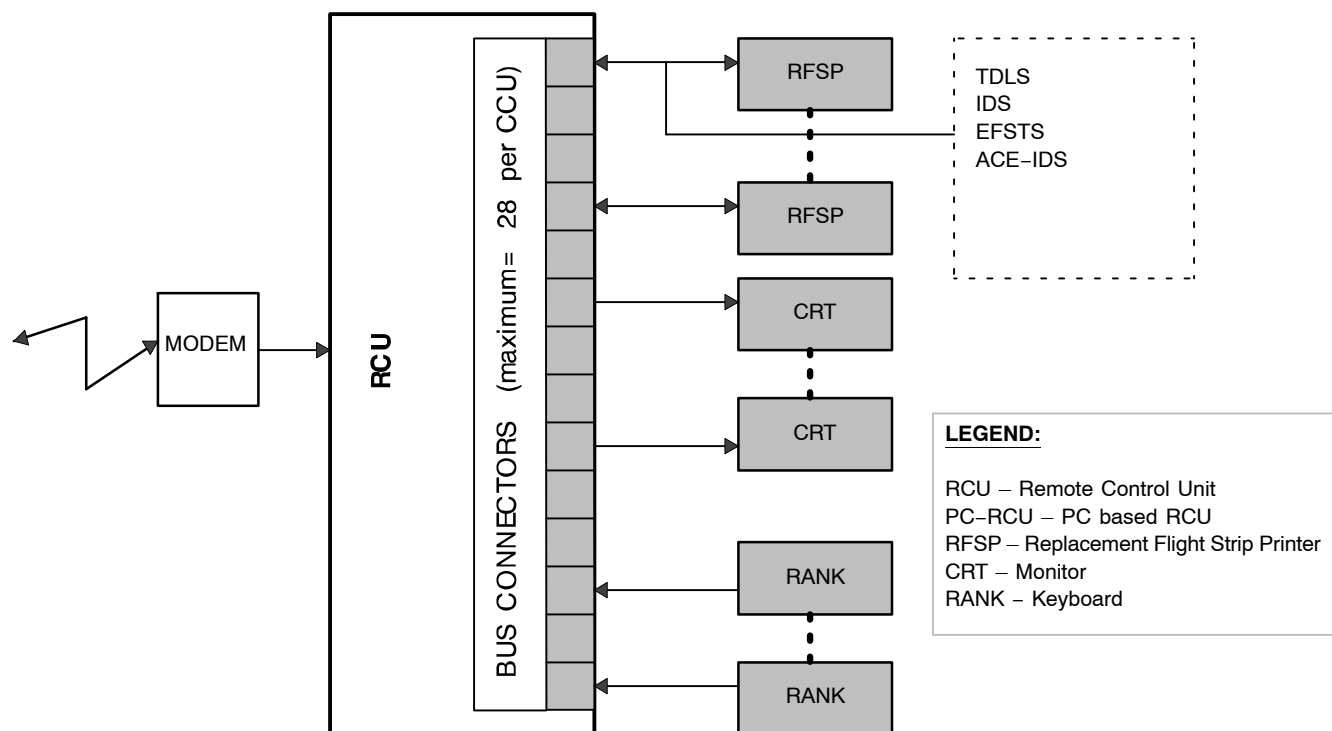 RFSP
TDLS
IDS
EFSTS
ACE–IDS
RFSP
CRT
MODEM
RCU
BUS CONNECTORS (maximum= 28 per CCU)
CRT
LEGEND:
RCU – Remote Control Unit
PC–RCU – PC based RCU
RFSP – Replacement Flight Strip Printer
CRT – Monitor
RANK – Keyboard
RANK
RANK